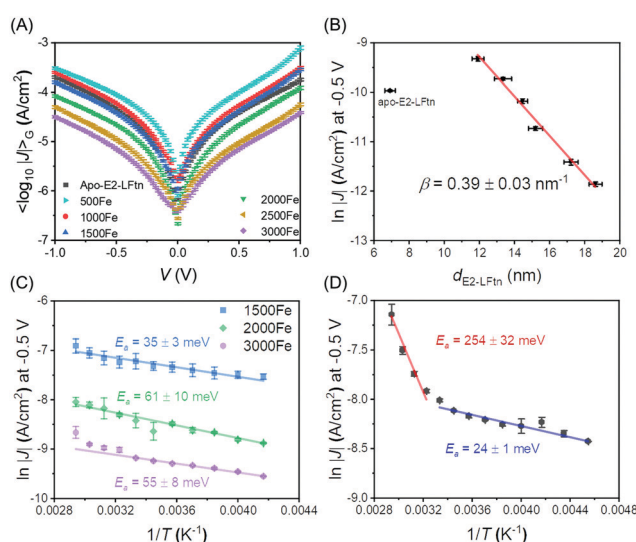 (A)
-3
-4
-5
-6
-7
<log₁₀ |J|>G (A/cm²)
Apo-E2-LFtn
500Fe
1000Fe
1500Fe
2000Fe
2500Fe
3000Fe
-1.0 -0.5 0.0 0.5 1.0
V (V)
(B)
-9
-10
-11
-12
-13
ln |J| (A/cm²) at -0.5 V
apo-E2-LFtn
β = 0.39 ± 0.03 nm⁻¹
6 8 10 12 14 16 18 20
d E2-LFtn (nm)
(C)
-6
-7
-8
-9
-10
ln |J| (A/cm²) at -0.5 V
1500Fe
2000Fe
3000Fe
Eₐ = 35 ± 3 meV
Eₐ = 61 ± 10 meV
Eₐ = 55 ± 8 meV
0.0028 0.0032 0.0036 0.0040 0.0044
1/T (K⁻¹)
(D)
-7.0
-7.5
-8.0
-8.5
-9.0
ln |J| (A/cm²) at -0.5 V
Eₐ = 254 ± 32 meV
Eₐ = 24 ± 1 meV
0.0028 0.0032 0.0036 0.0040 0.0044 0.0048
1/T (K⁻¹)